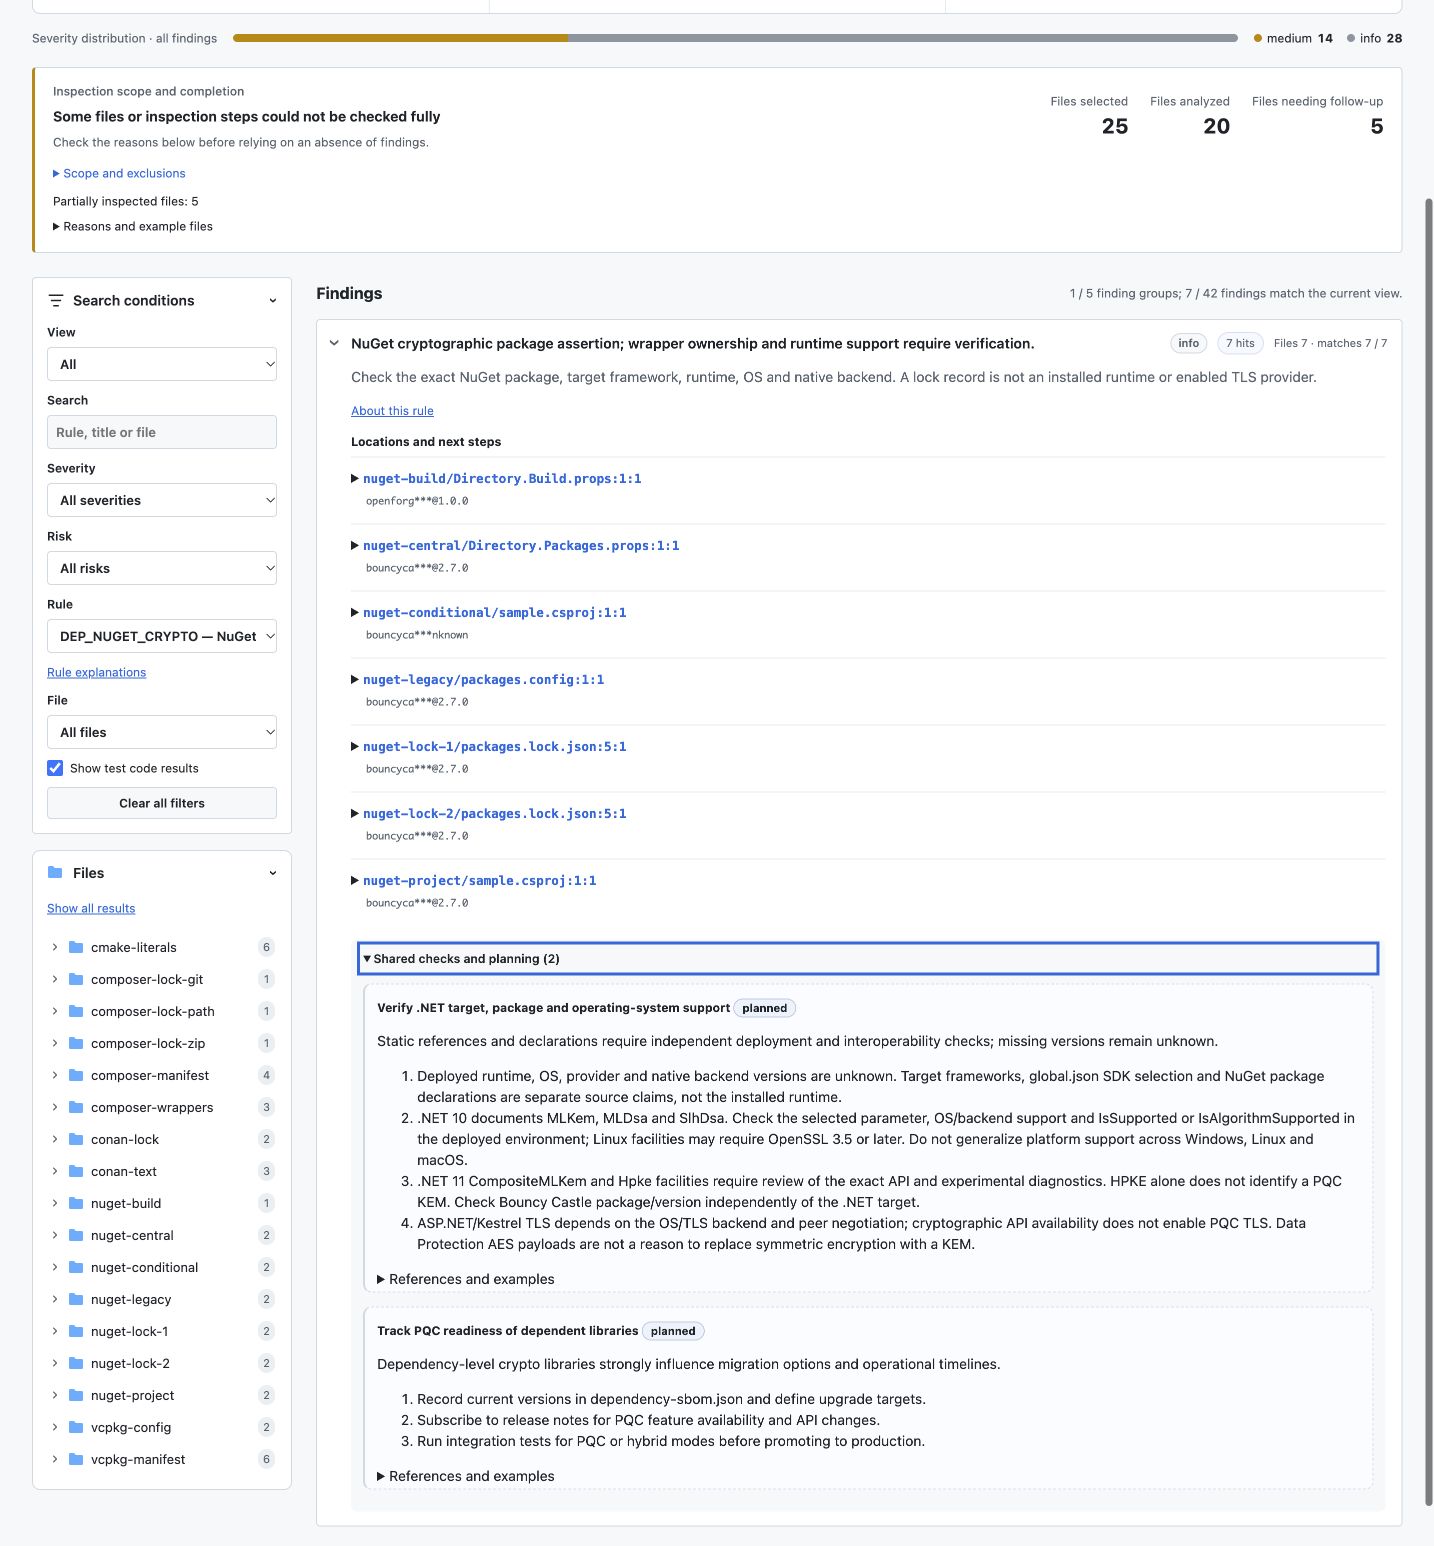 Severity distribution · all findings
medium 14 info 28
Inspection scope and completion
Some files or inspection steps could not be checked fully
Check the reasons below before relying on an absence of findings.
Files selected Files analyzed Files needing follow-up
25 20 5
Scope and exclusions
Partially inspected files: 5
Reasons and example files
Search conditions
View
All
Search
Rule, title or file
Severity
All severities
Risk
All risks
Rule
DEP_NUGET_CRYPTO — NuGet
Rule explanations
File
All files
Show test code results
Clear all filters
Files
Show all results
cmake-literals 6
composer-lock-git 1
composer-lock-path 1
composer-lock-zip 1
composer-manifest 4
composer-wrappers 3
conan-lock 2
conan-text 3
nuget-build 1
nuget-central 2
nuget-conditional 2
nuget-legacy 2
nuget-lock-1 2
nuget-lock-2 2
nuget-project 2
vcpkg-config 2
vcpkg-manifest 6
Findings
1 / 5 finding groups; 7 / 42 findings match the current view.
NuGet cryptographic package assertion; wrapper ownership and runtime support require verification.
info 7 hits Files 7 · matches 7 / 7
Check the exact NuGet package, target framework, runtime, OS and native backend. A lock record is not an installed runtime or enabled TLS provider.
About this rule
Locations and next steps
nuget-build/Directory.Build.props:1:1
openforg***@1.0.0
nuget-central/Directory.Packages.props:1:1
bouncyca***@2.7.0
nuget-conditional/sample.csproj:1:1
bouncyca***nknown
nuget-legacy/packages.config:1:1
bouncyca***@2.7.0
nuget-lock-1/packages.lock.json:5:1
bouncyca***@2.7.0
nuget-lock-2/packages.lock.json:5:1
bouncyca***@2.7.0
nuget-project/sample.csproj:1:1
bouncyca***@2.7.0
Shared checks and planning (2)
Verify .NET target, package and operating-system support planned
Static references and declarations require independent deployment and interoperability checks; missing versions remain unknown.
1. Deployed runtime, OS, provider and native backend versions are unknown. Target frameworks, global.json SDK selection and NuGet package
declarations are separate source claims, not the installed runtime.
2. .NET 10 documents MLKem, MLDsa and SlhDsa. Check the selected parameter, OS/backend support and IsSupported or IsAlgorithmSupported in
the deployed environment; Linux facilities may require OpenSSL 3.5 or later. Do not generalize platform support across Windows, Linux and
macOS.
3. .NET 11 CompositeMLKem and Hpke facilities require review of the exact API and experimental diagnostics. HPKE alone does not identify a PQC
KEM. Check Bouncy Castle package/version independently of the .NET target.
4. ASP.NET/Kestrel TLS depends on the OS/TLS backend and peer negotiation; cryptographic API availability does not enable PQC TLS. Data
Protection AES payloads are not a reason to replace symmetric encryption with a KEM.
References and examples
Track PQC readiness of dependent libraries planned
Dependency-level crypto libraries strongly influence migration options and operational timelines.
1. Record current versions in dependency-sbom.json and define upgrade targets.
2. Subscribe to release notes for PQC feature availability and API changes.
3. Run integration tests for PQC or hybrid modes before promoting to production.
References and examples